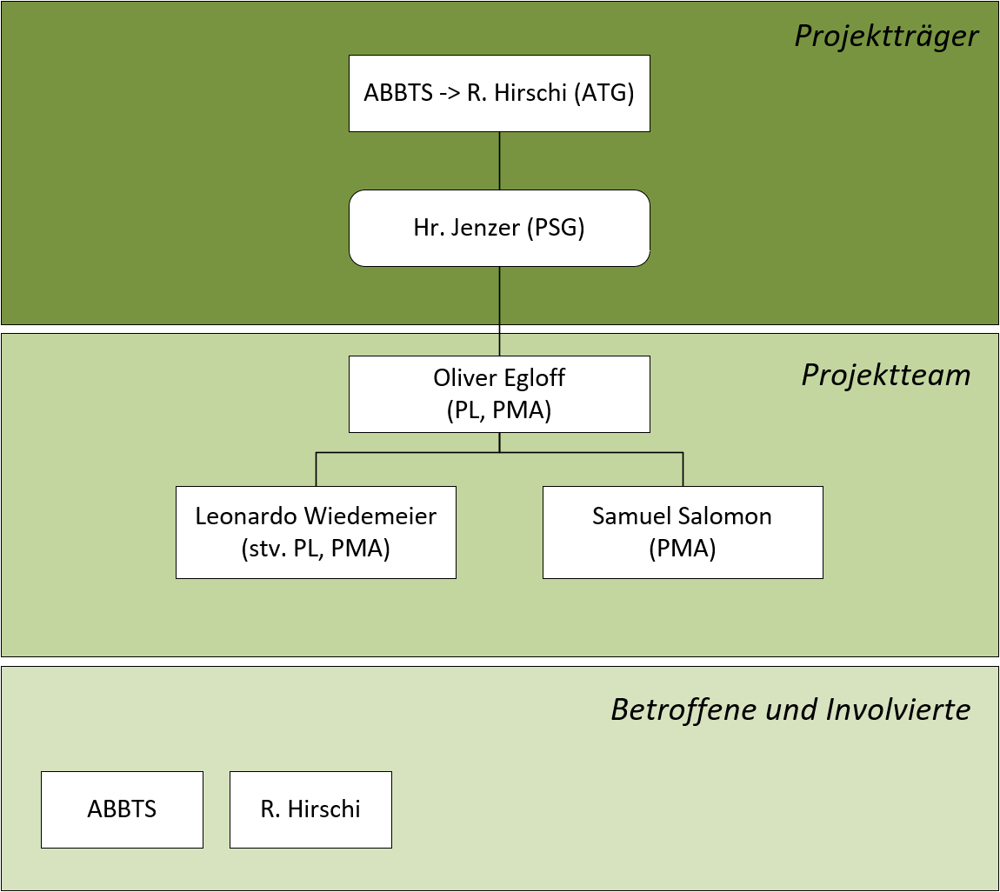 Projektträger
ABBTS -> R. Hirschi (ATG)
Hr. Jenzer (PSG)
Projektteam
Oliver Egloff
(PL, PMA)
Leonardo Wiedemeier
(stv. PL, PMA)
Samuel Salomon
(PMA)
Betroffene und Involvierte
ABBTS
R. Hirschi